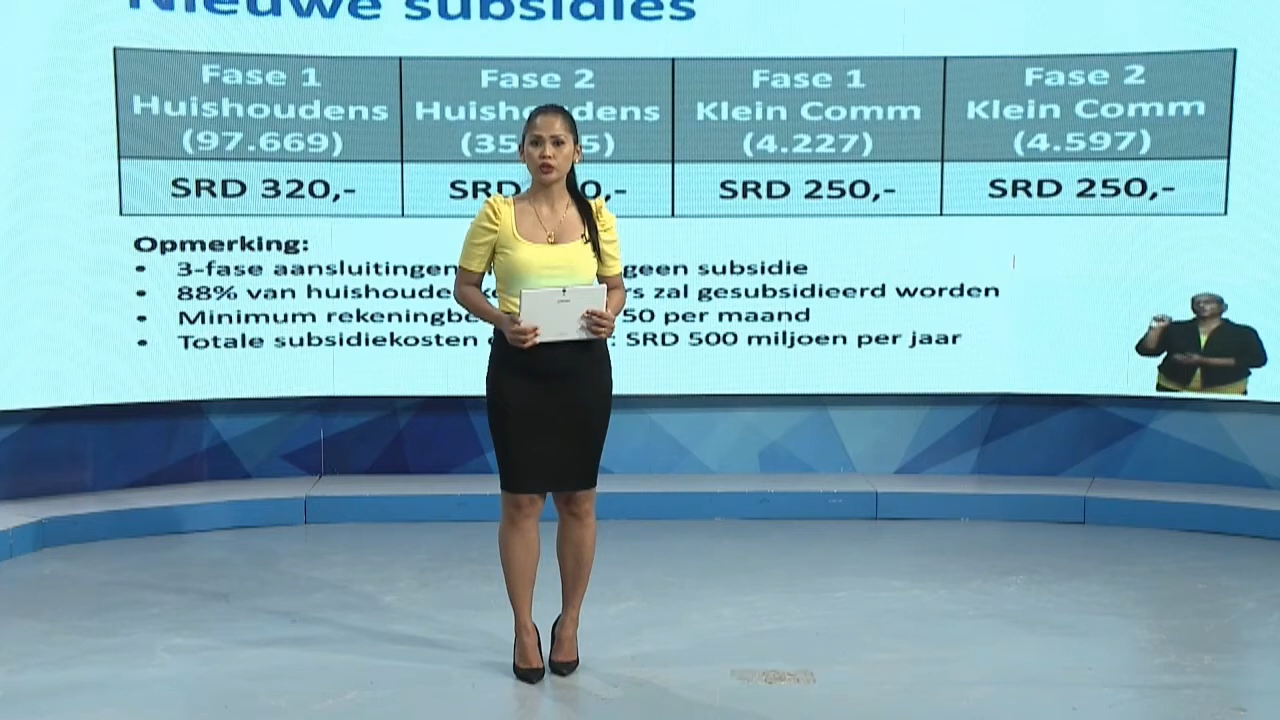 Nieuwe subsidies
Fase 1 Huishoudens (97.669)
Fase 2 Huishoudens
Fase 1 Klein Comm (4.227)
Fase 2 Klein Comm (4.597)
SRD 320,-
SRD
SRD 250,-
SRD 250,-
Opmerking:
• 3-fase aansluitingen geen subsidie
• 88% van zal gesubsidieerd worden
• Minimum 50 per maand
• Totale subsidiekosten : SRD 500 miljoen per jaar